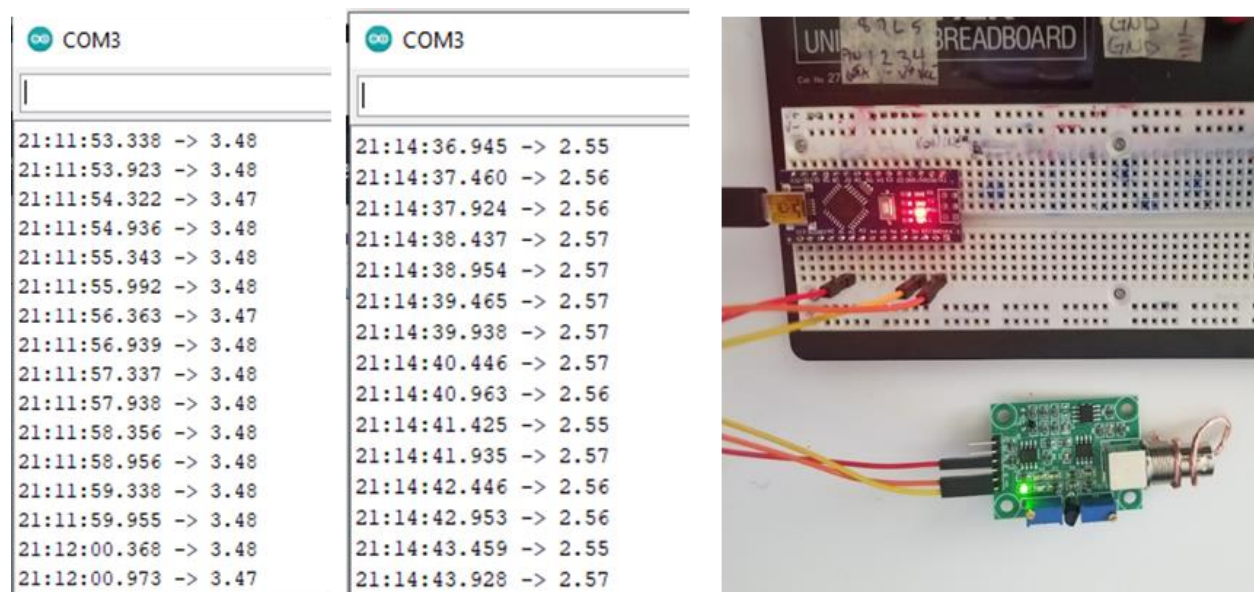 COM3
21:11:53.338 -> 3.48
21:11:53.923 -> 3.48
21:11:54.322 -> 3.47
21:11:54.936 -> 3.48
21:11:55.343 -> 3.48
21:11:55.992 -> 3.48
21:11:56.363 -> 3.47
21:11:56.939 -> 3.48
21:11:57.337 -> 3.48
21:11:57.938 -> 3.48
21:11:58.356 -> 3.48
21:11:58.956 -> 3.48
21:11:59.338 -> 3.48
21:11:59.955 -> 3.48
21:12:00.368 -> 3.48
21:12:00.973 -> 3.47
COM3
21:14:36.945 -> 2.55
21:14:37.460 -> 2.56
21:14:37.924 -> 2.56
21:14:38.437 -> 2.57
21:14:38.954 -> 2.57
21:14:39.465 -> 2.57
21:14:39.938 -> 2.57
21:14:40.446 -> 2.57
21:14:40.963 -> 2.56
21:14:41.425 -> 2.55
21:14:41.935 -> 2.57
21:14:42.446 -> 2.56
21:14:42.953 -> 2.56
21:14:43.459 -> 2.55
21:14:43.928 -> 2.57
UNI BREADBOARD
Cat. No. 27
1 2 3 4
GND
GND